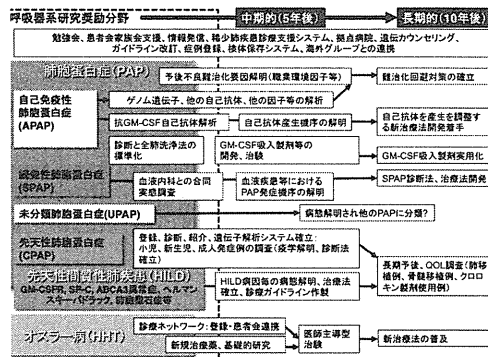 呼吸器系研究奨励分野
中期的(5年後)
長期的(10年後)
勉強会、患者会家族会支援、情報発信、稀少肺疾患診療支援システム、拠点病院、遺伝カウンセリング、
ガイドライン改訂、症例登録、検体保存システム、海外グループとの連携
肺胞蛋白症(PAP)
予後不良難治化要因解明(職業環境因子等)
難治化回避対策の確立
自己免疫性
肺胞蛋白症
(APAP)
ゲノム遺伝子、他の自己抗体、他の因子等の解析
抗GM-CSF自己抗体解析
自己抗体産生機序の解明
自己抗体を産生を調整する新治療法開発着手
診断と全肺洗浄法の
標準化
GM-CSF吸入製剤等の
開発、治験
GM-CSF吸入製剤実用化
続発性肺胞蛋白症
(SPAP)
血液内科との合同
実態調査
血液疾患等における
PAP発症機序の解明
SPAP診断法、治療法開発
未分類肺胞蛋白症(UPAP)
病態解明され他のPAPに分類?
先天性肺胞蛋白症
(CPAP)
登録、診断、紹介、遺伝子解析システム確立:
小児、新生児、成人発症例の調査(疫学解明、診断法
確立)
長期予後、QOL調査(肺移
植例、骨髄移植例、クロロ
キン製剤使用例)
先天性間質性肺疾患(HILD)
GM-CSFR, SP-C, ABCA3異常症、ヘルマン
スキーパドラック、肺胞微石症等
HILD病因毎の病態解明、治療法
確立、診療ガイドライン作製
オスラー病(HHT)
診療ネットワーク:登録・患者会連携
新規治療薬、基礎的研究
医師主導型
治験
新治療法の普及